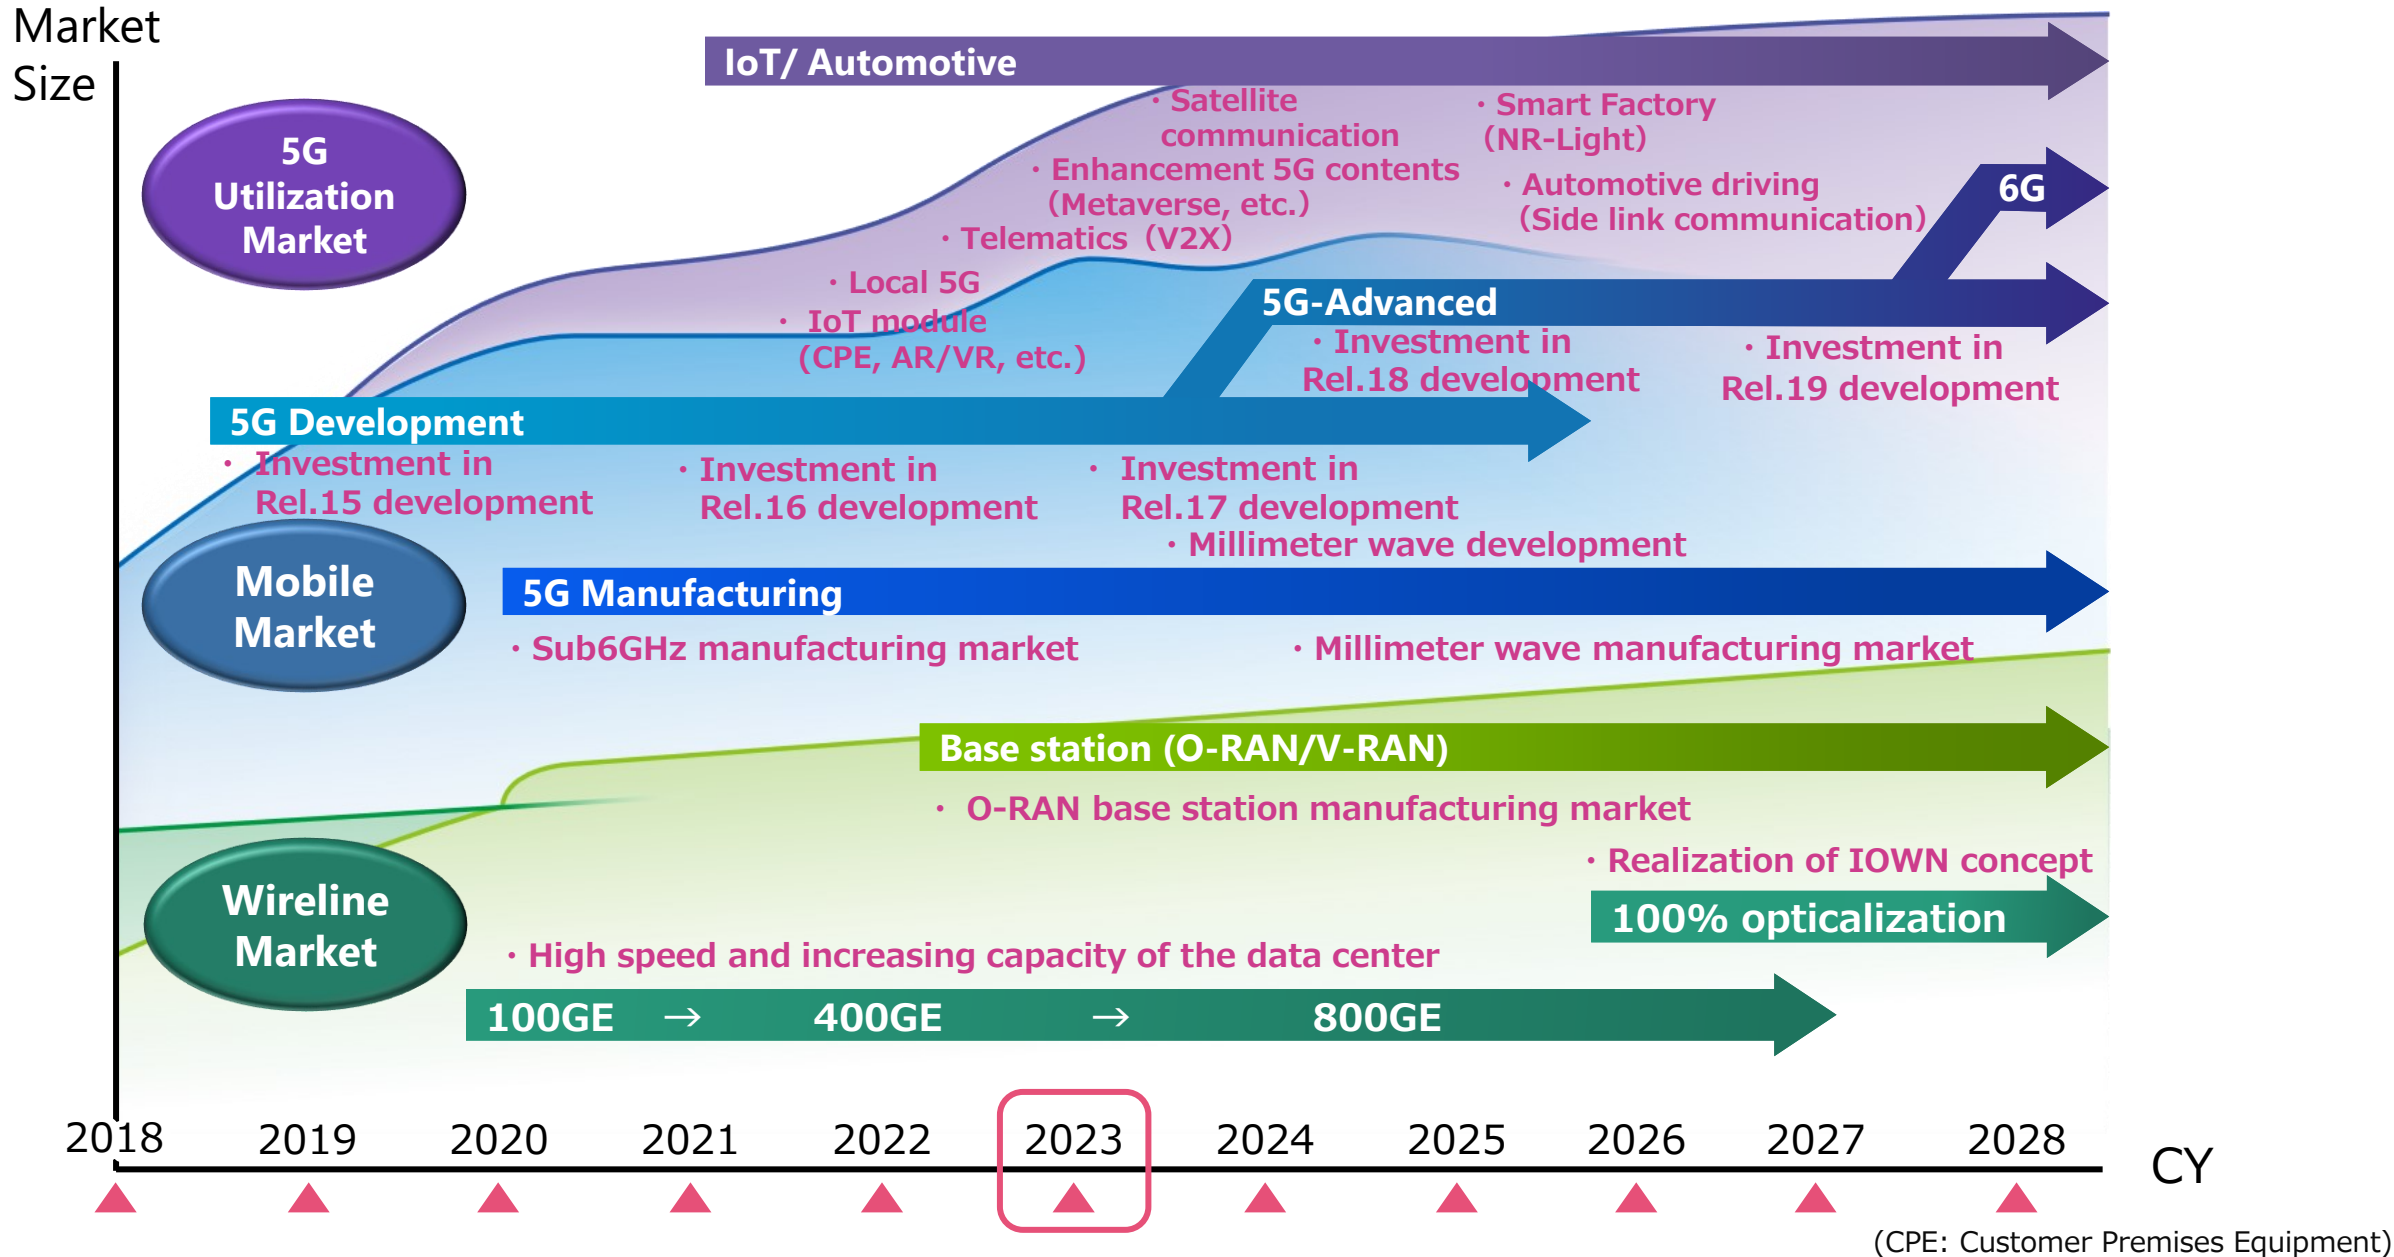 Market
Size
IoT/ Automotive
5G
Utilization
Market
・Satellite
communication
・Enhancement 5G contents
(Metaverse, etc.)
・Telematics (V2X)
・Local 5G
・ IoT module
(CPE, AR/VR, etc.)
・Smart Factory
(NR-Light)
・Automotive driving
(Side link communication)
6G
5G-Advanced
・Investment in
Rel.18 development
・Investment in
Rel.19 development
5G Development
・ Investment in
Rel.15 development
・Investment in
Rel.16 development
・ Investment in
Rel.17 development
・Millimeter wave development
Mobile
Market
5G Manufacturing
・Sub6GHz manufacturing market
・Millimeter wave manufacturing market
Base station (O-RAN/V-RAN)
・ O-RAN base station manufacturing market
・Realization of IOWN concept
100% opticalization
Wireline
Market
・High speed and increasing capacity of the data center
100GE → 400GE → 800GE
2018 2019 2020 2021 2022 2023 2024 2025 2026 2027 2028
CY
(CPE: Customer Premises Equipment)